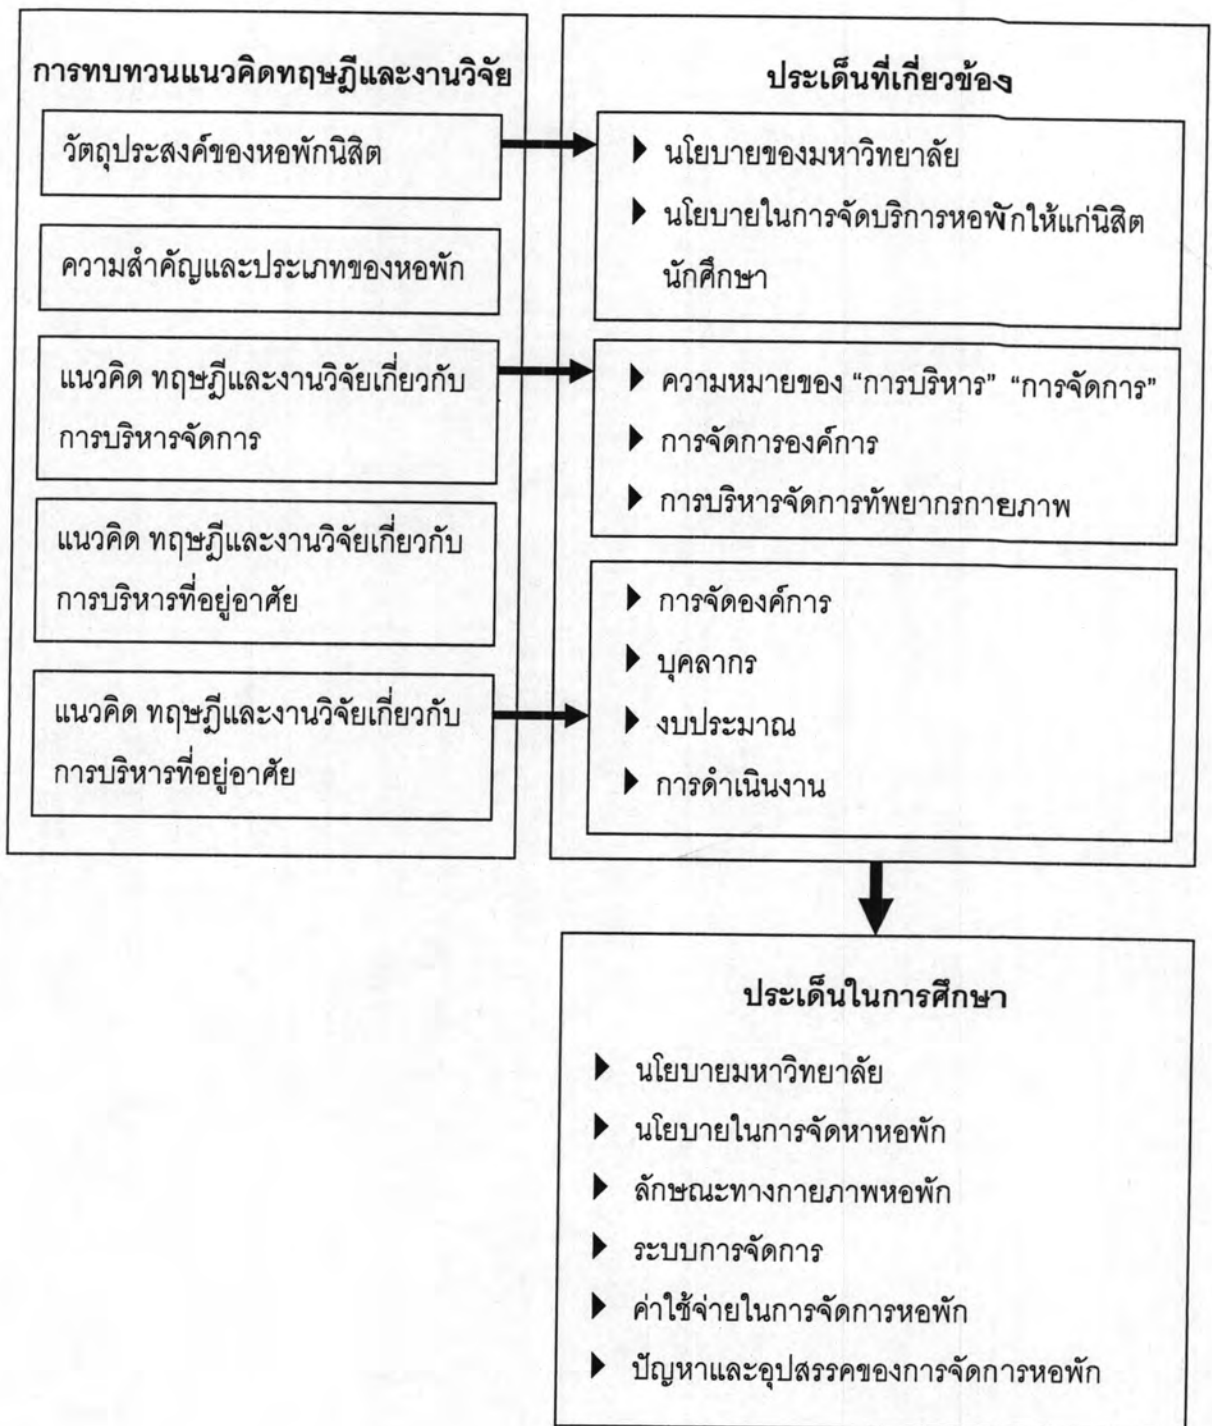 การทบทวนแนวคิดทฤษฎีและงานวิจัย
วัตถุประสงค์ของหอพักนิสิต
ความสำคัญและประเภทของหอพัก
แนวคิด ทฤษฎีและงานวิจัยเกี่ยวกับ
การบริหารจัดการ
แนวคิด ทฤษฎีและงานวิจัยเกี่ยวกับ
การบริหารที่อยู่อาศัย
แนวคิด ทฤษฎีและงานวิจัยเกี่ยวกับ
การบริหารที่อยู่อาศัย
ประเด็นที่เกี่ยวข้อง
นโยบายของมหาวิทยาลัย
นโยบายในการจัดบริการหอพักให้แก่นิสิต
นักศึกษา
ความหมายของ “การบริหาร” “การจัดการ”
การจัดการองค์การ
การบริหารจัดการทัพยากรกายภาพ
การจัดองค์การ
บุคลากร
งบประมาณ
การดำเนินงาน
ประเด็นในการศึกษา
นโยบายมหาวิทยาลัย
นโยบายในการจัดหาหอพัก
ลักษณะทางกายภาพหอพัก
ระบบการจัดการ
ค่าใช้จ่ายในการจัดการหอพัก
ปัญหาและอุปสรรคของการจัดการหอพัก